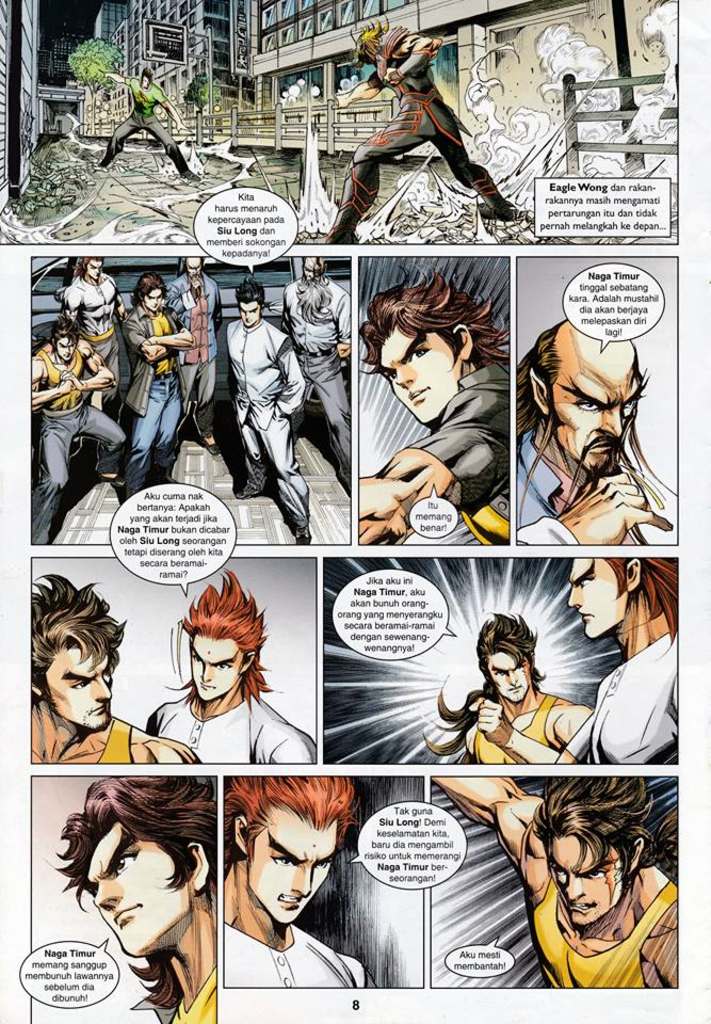 Kita
harus menaruh
kepercayaan pada
Siu Long dan
memberi sokongan
kepadanya!
Eagle Wong dan rakan-
rakannya masih mengamati
pertarungan itu dan tidak
pernah melangkah ke depan...
Itu
memang
benar!
Naga Timur
tinggal sebatang
kara. Adalah mustahil
dia akan berjaya
melepaskan diri
lagi!
Aku cuma nak
bertanya: Apakah
yang akan terjadi jika
Naga Timur bukan dicabar
oleh Siu Long seorangan
tetapi diserang oleh kita
secara beramai-
ramai?
Jika aku ini
Naga Timur, aku
akan bunuh orang-
orang yang menyerangku
secara beramai-ramai
dengan sewenang-
wenangnya!
Naga Timur
memang sanggup
membunuh lawannya
sebelum dia
dibunuh!
Tak guna
Siu Long! Demi
keselamatan kita,
baru dia mengambil
risiko untuk memerangi
Naga Timur ber-
seorangan!
Aku mesti
membantah!
8